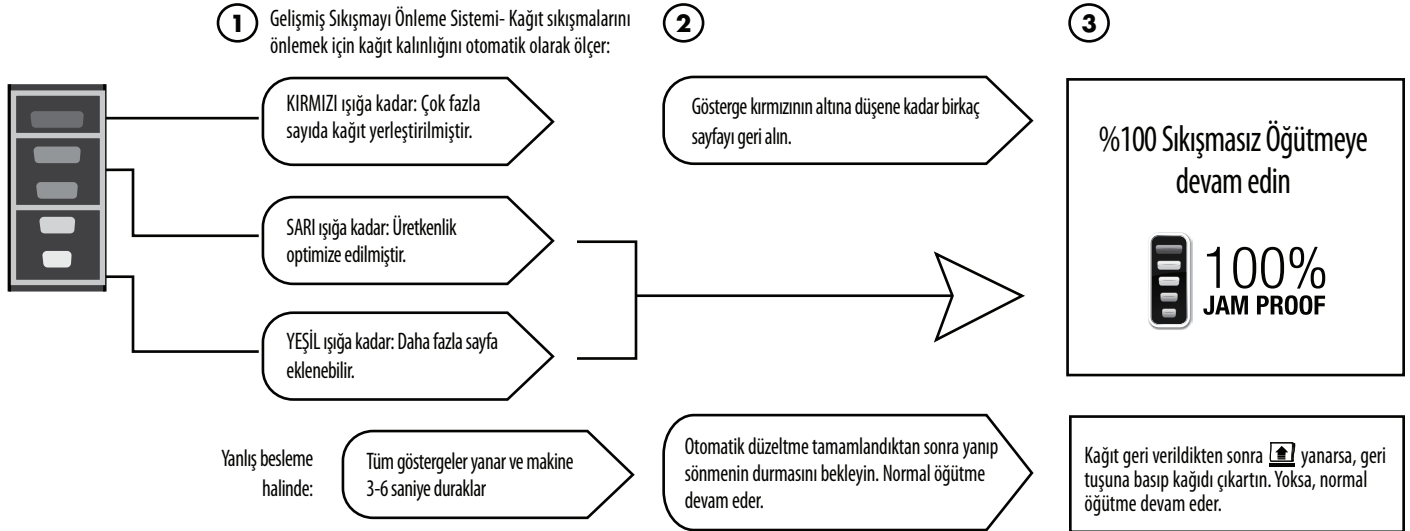 1
Gelişmiş Sıkışmayı Önleme Sistemi- Kağıt sıkışmalarını
önlemek için kağıt kalınlığını otomatik olarak ölçer:
2
3
KIRMIZI ışığa kadar: Çok fazla
sayıda kağıt yerleştirilmiştir.
Gösterge kırmızının altına düşene kadar birkaç
sayfayı geri alın.
%100 Sıkışmasız Öğütmeye
devam edin
100%
JAM PROOF
SARI ışığa kadar: Üretkenlik
optimize edilmiştir.
YEŞİL ışığa kadar: Daha fazla sayfa
eklenebilir.
Yanlış besleme
halinde:
Tüm göstergeler yanar ve makine
3-6 saniye duraklar
Otomatik düzeltme tamamlandıktan sonra yanıp
sönmenin durmasını bekleyin. Normal öğütme
devam eder.
Kağıt geri verildikten sonra yanarsa, geri
tuşuna basıp kağıdı çıkartın. Yoksa, normal
öğütme devam eder.